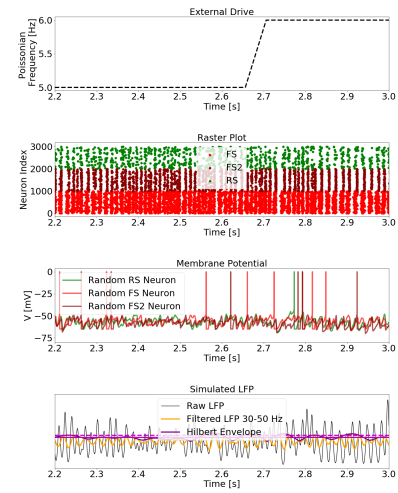 External Drive
Poissonian
Frequency [Hz]
6.0
5.5
5.0
2.2 2.3 2.4 2.5 2.6 2.7 2.8 2.9 3.0
Time [s]
Raster Plot
Neuron Index
3000
2000
1000
0
FS
FS2
RS
2.2 2.3 2.4 2.5 2.6 2.7 2.8 2.9 3.0
Time [s]
Membrane Potential
V [mV]
0
−25
−50
−75
Random RS Neuron
Random FS Neuron
Random FS2 Neuron
2.2 2.3 2.4 2.5 2.6 2.7 2.8 2.9 3.0
Time [s]
Simulated LFP
Raw LFP
Filtered LFP 30-50 Hz
Hilbert Envelope
2.2 2.3 2.4 2.5 2.6 2.7 2.8 2.9 3.0
Time [s]